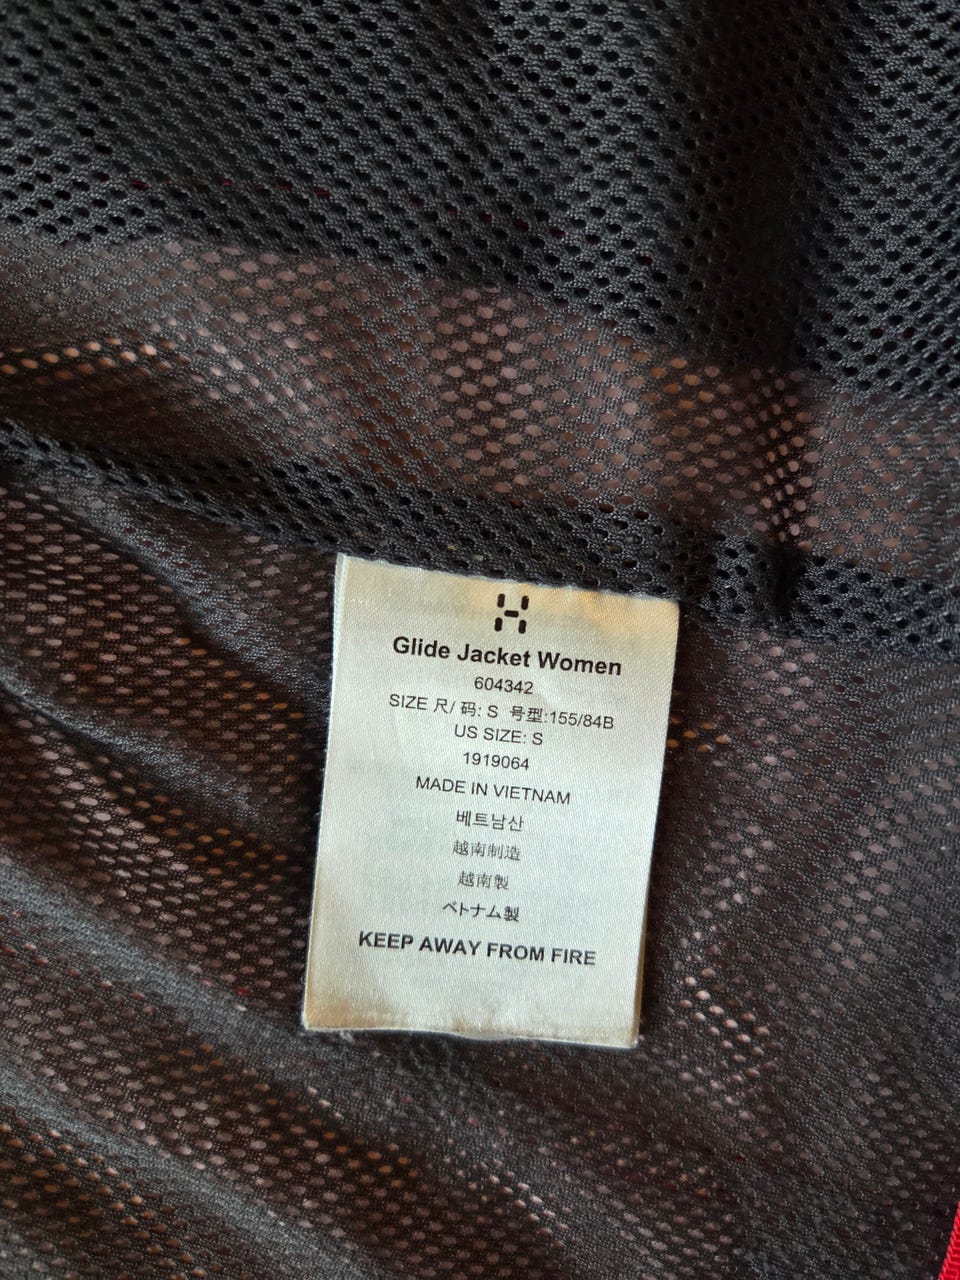 Glide Jacket Women
604342
SIZE 尺/ 码: S 号型:155/84B
US SIZE: S
1919064
MADE IN VIETNAM
베트남산
越南制造
越南製
ベトナム製
KEEP AWAY FROM FIRE